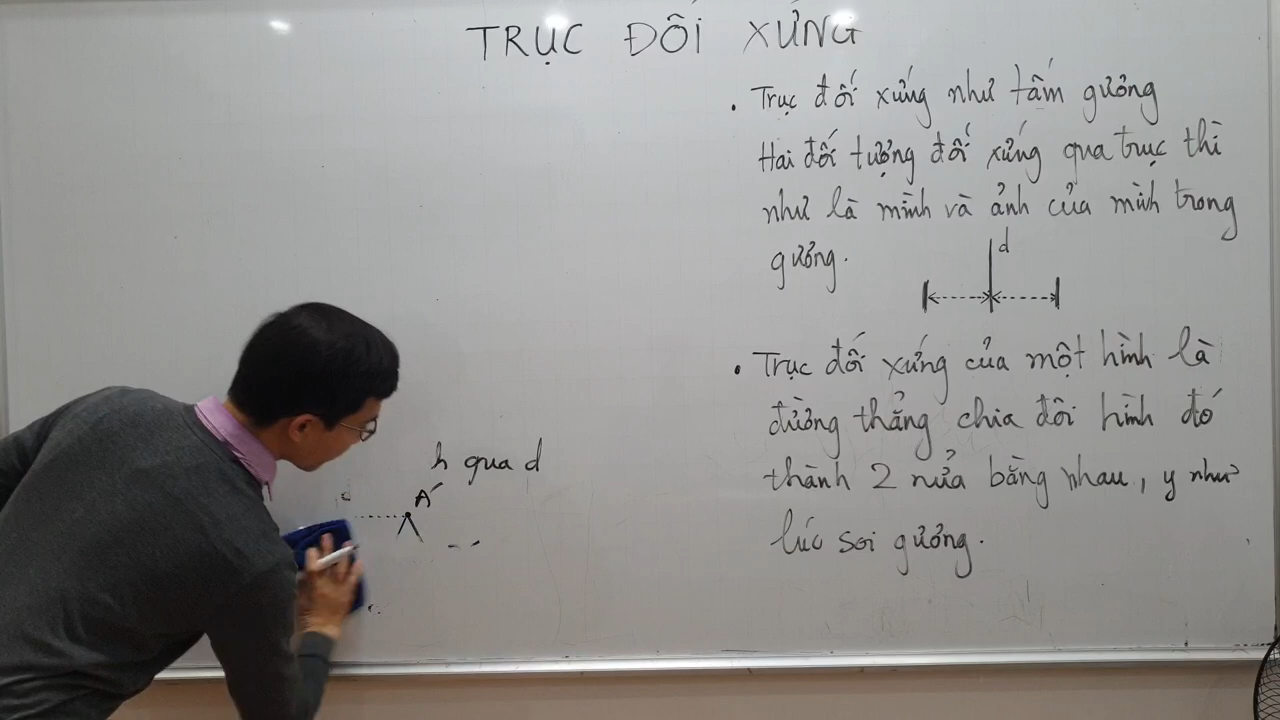 TRỤC ĐỐI XỨNG
. Trục đối xứng như tấm gương
Hai đối tượng đối xứng qua trục thì
như là mình và ảnh của mình trong
gương.
d
. Trục đối xứng của một hình là
đường thẳng chia đôi hình đó
thành 2 nửa bằng nhau, y như
lúc soi gương.
h qua d
A'